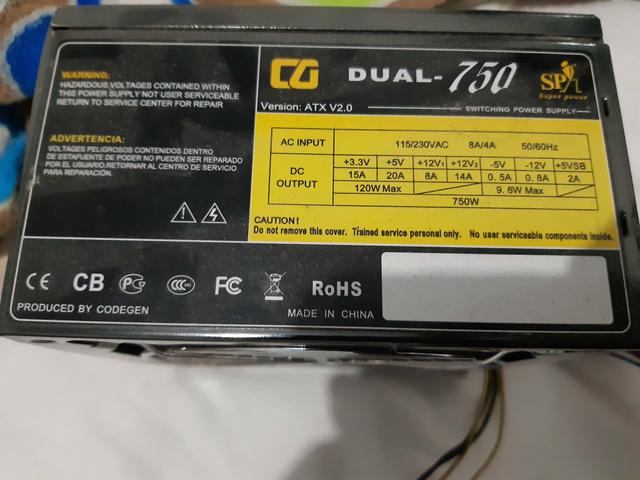 WARNING:
HAZARDOUS VOLTAGES CONTAINED WITHIN
THIS POWER SUPPLY NOT USER SERVICEABLE
RETURN TO SERVICE CENTER FOR REPAIR
ADVERTENCIA:
VOLTAJES PELIGROSOS CONTENIDOS DENTRO
DE ESTAFUENTE DE PODER NO PUEDEN SER REPARADO
POR EL USUARIO RETORNAR AL CENTRO DE SERVICIO
PARA REPARACIÓN.
CG DUAL-750 SP
Super power
Version: ATX V2.0 SWITCHING POWER SUPPLY
AC INPUT 115/230VAC 8A/4A 50/60Hz
DC OUTPUT +3.3V +5V +12V1 +12V2 -5V -12V +5VSB
15A 20A 8A 14A 0.5A 0.8A 2A
120W Max 9.6W Max
750W
CAUTION!
Do not remove this cover. Trained service personal only. No user serviceable components inside.
CE CB PG CCC FC RoHS
PRODUCED BY CODEGEN
MADE IN CHINA